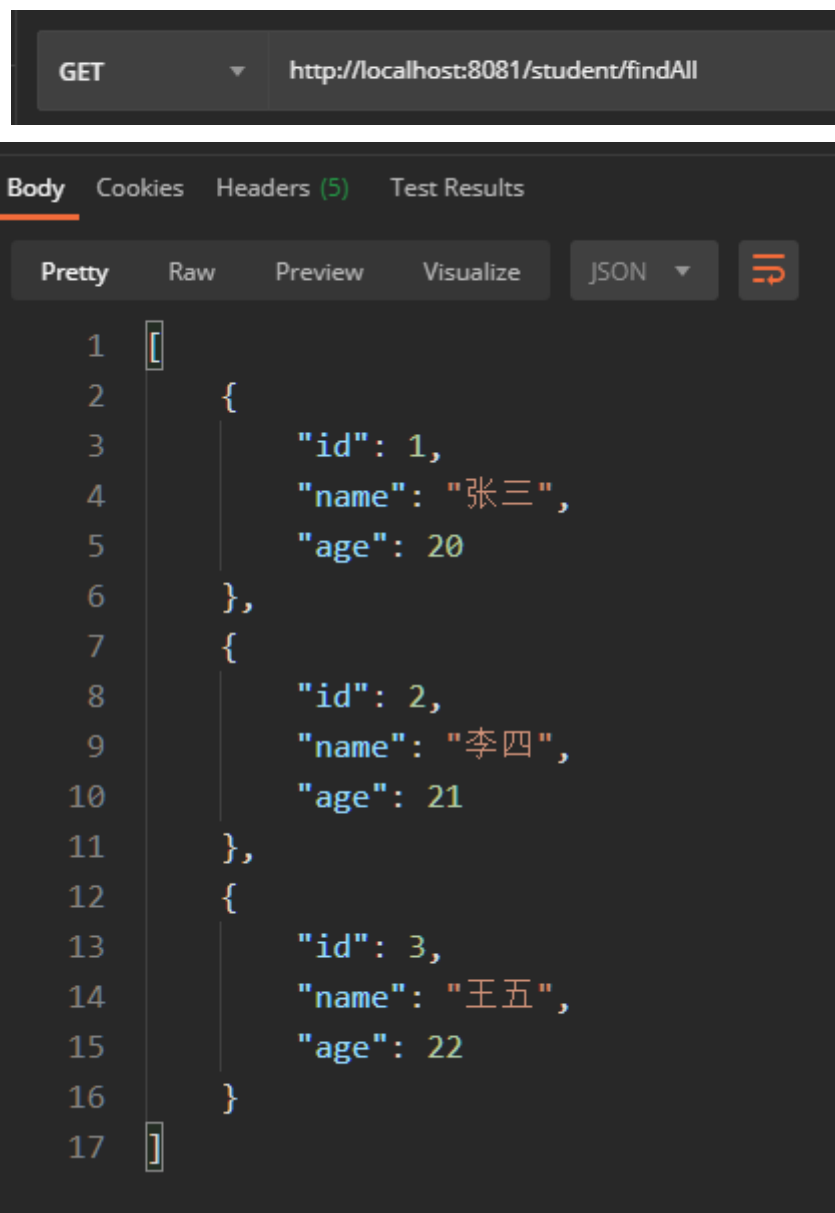 GET http://localhost:8081/student/findAll
Body Cookies Headers (5) Test Results
Pretty Raw Preview Visualize JSON
1 [
2 {
3 "id": 1,
4 "name": "张三",
5 "age": 20
6 },
7 {
8 "id": 2,
9 "name": "李四",
10 "age": 21
11 },
12 {
13 "id": 3,
14 "name": "王五",
15 "age": 22
16 }
17 ]